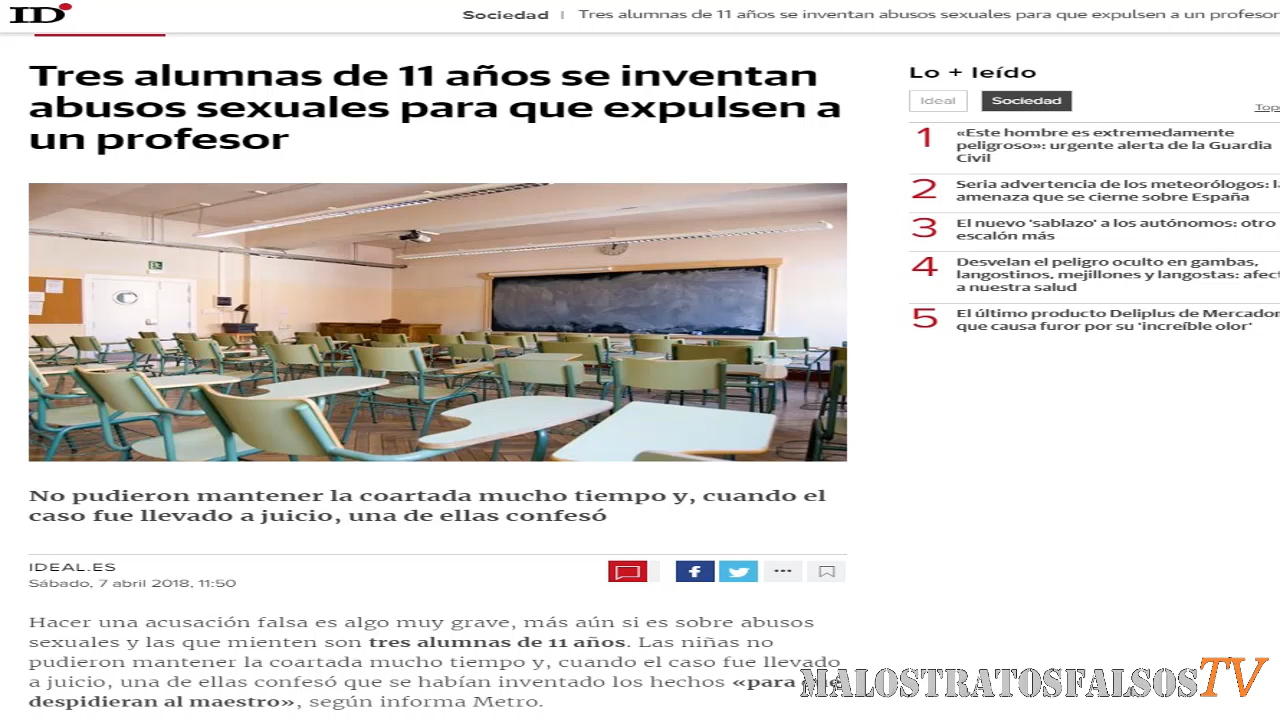 ID
Sociedad | Tres alumnas de 11 años se inventan abusos sexuales para que expulsen a un profesor
Tres alumnas de 11 años se inventan
abusos sexuales para que expulsen a
un profesor
No pudieron mantener la coartada mucho tiempo y, cuando el
caso fue llevado a juicio, una de ellas confesó
IDEAL.ES
Sábado, 7 abril 2018, 11:50
Hacer una acusación falsa es algo muy grave, más aún si es sobre abusos
sexuales y las que mienten son tres alumnas de 11 años. Las niñas no
pudieron mantener la coartada mucho tiempo y, cuando el caso fue llevado
a juicio, una de ellas confesó que se habían inventado los hechos «para
despidieran al maestro», según informa Metro.
Lo + leído
Ideal
Sociedad
Top
1
«Este hombre es extremedamente
peligroso»: urgente alerta de la Guardia
Civil
2
Seria advertencia de los meteorólogos: la
amenaza que se cierne sobre España
3
El nuevo 'sablazo' a los autónomos: otro
escalón más
4
Desvelan el peligro oculto en gambas,
langostinos, mejillones y langostas: afect
a nuestra salud
5
El último producto Deliplus de Mercadon
que causa furor por su 'increíble olor'
MALOSTRATOSFALSOSTV